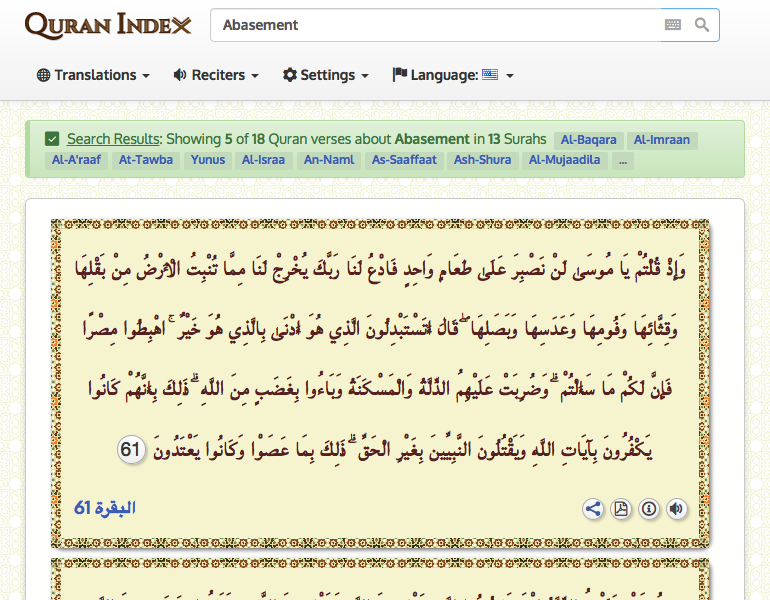 QURAN INDEX
Abasement
Translations Reciters Settings Language:
Search Results: Showing 5 of 18 Quran verses about Abasement in 13 Surahs Al-Baqara Al-Imraan
Al-A'raaf At-Tawba Yunus Al-Israa An-Naml As-Saaffaat Ash-Shura Al-Mujaadila ...
وَإِذْ قُلْتُمْ يَا مُوسَىٰ لَنْ نَصْبِرَ عَلَىٰ طَعَامٍ وَاحِدٍ فَادْعُ لَنَا رَبَّكَ يُخْرِجْ لَنَا مِمَّا تُنْبِتُ الْأَرْضُ مِنْ بَقْلِهَا
وَقِثَّائِهَا وَفُومِهَا وَعَدَسِهَا وَبَصَلِهَا ۖ قَالَ أَتَسْتَبْدِلُونَ الَّذِي هُوَ أَدْنَىٰ بِالَّذِي هُوَ خَيْرٌ ۚ اهْبِطُوا مِصْرًا
فَإِنَّ لَكُمْ مَا سَأَلْتُمْ ۗ وَضُرِبَتْ عَلَيْهِمُ الذِّلَّةُ وَالْمَسْكَنَةُ وَبَاءُوا بِغَضَبٍ مِنَ اللَّهِ ۗ ذَٰلِكَ بِأَنَّهُمْ كَانُوا
يَكْفُرُونَ بِآيَاتِ اللَّهِ وَيَقْتُلُونَ النَّبِيِّينَ بِغَيْرِ الْحَقِّ ۗ ذَٰلِكَ بِمَا عَصَوْا وَكَانُوا يَعْتَدُونَ 61
البقرة 61